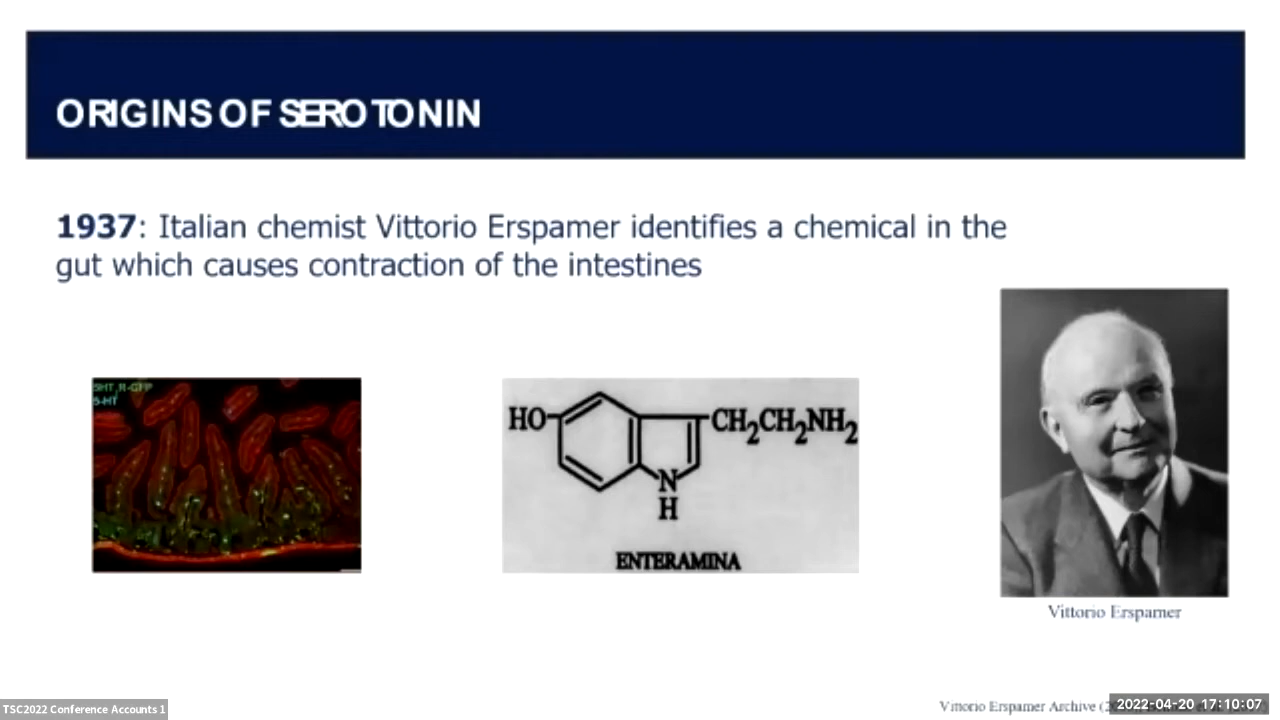 ORIGINS OF SEROTONIN
1937: Italian chemist Vittorio Erspamer identifies a chemical in the
gut which causes contraction of the intestines
5-HT
HO
CH2CH2NH2
N
H
ENTERAMINA
Vittorio Erspamer
Vittorio Erspamer Archive
2022-04-20 17:10:07
TSC2022 Conference Accounts 1